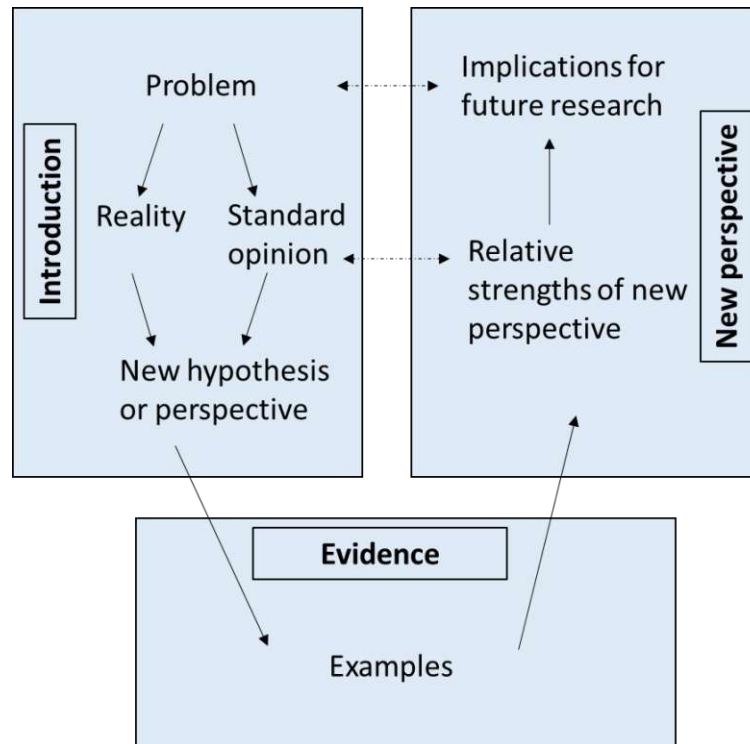 Introduction
Problem
Reality
Standard
opinion
New hypothesis
or perspective
Implications for
future research
Relative
strengths of new
perspective
New perspective
Evidence
Examples